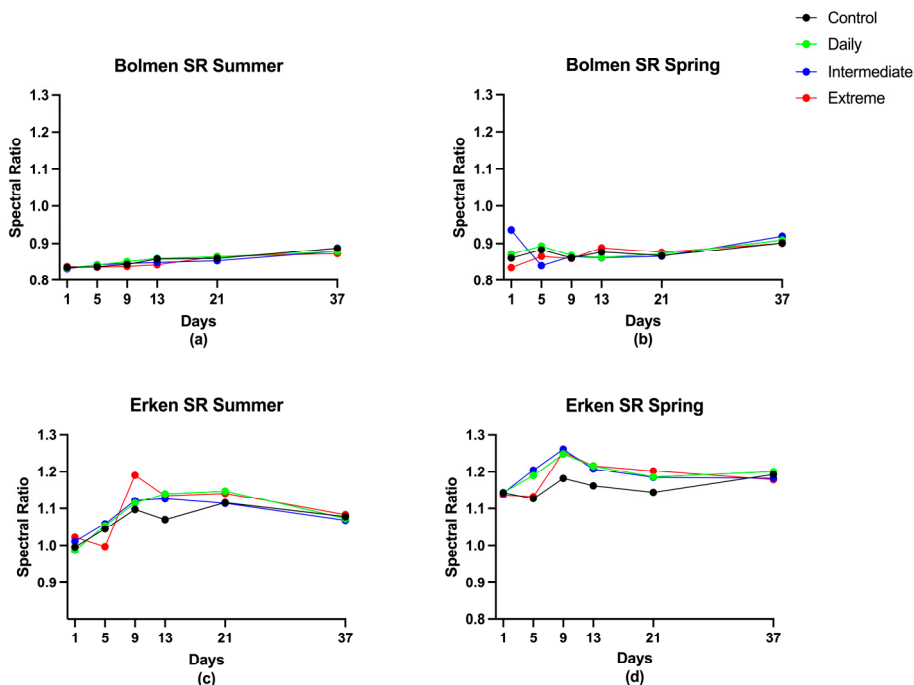 Control
Daily
Intermediate
Extreme
Bolmen SR Summer
1.3
1.2
1.1
1.0
0.9
0.8
Spectral Ratio
1 5 9 13 21 37
Days
(a)
Bolmen SR Spring
1.3
1.2
1.1
1.0
0.9
0.8
Spectral Ratio
1 5 9 13 21 37
Days
(b)
Erken SR Summer
1.3
1.2
1.1
1.0
0.9
Spectral Ratio
1 5 9 13 21 37
Days
(c)
Erken SR Spring
1.3
1.2
1.1
1.0
0.9
0.8
Spectral Ratio
1 5 9 13 21 37
Days
(d)